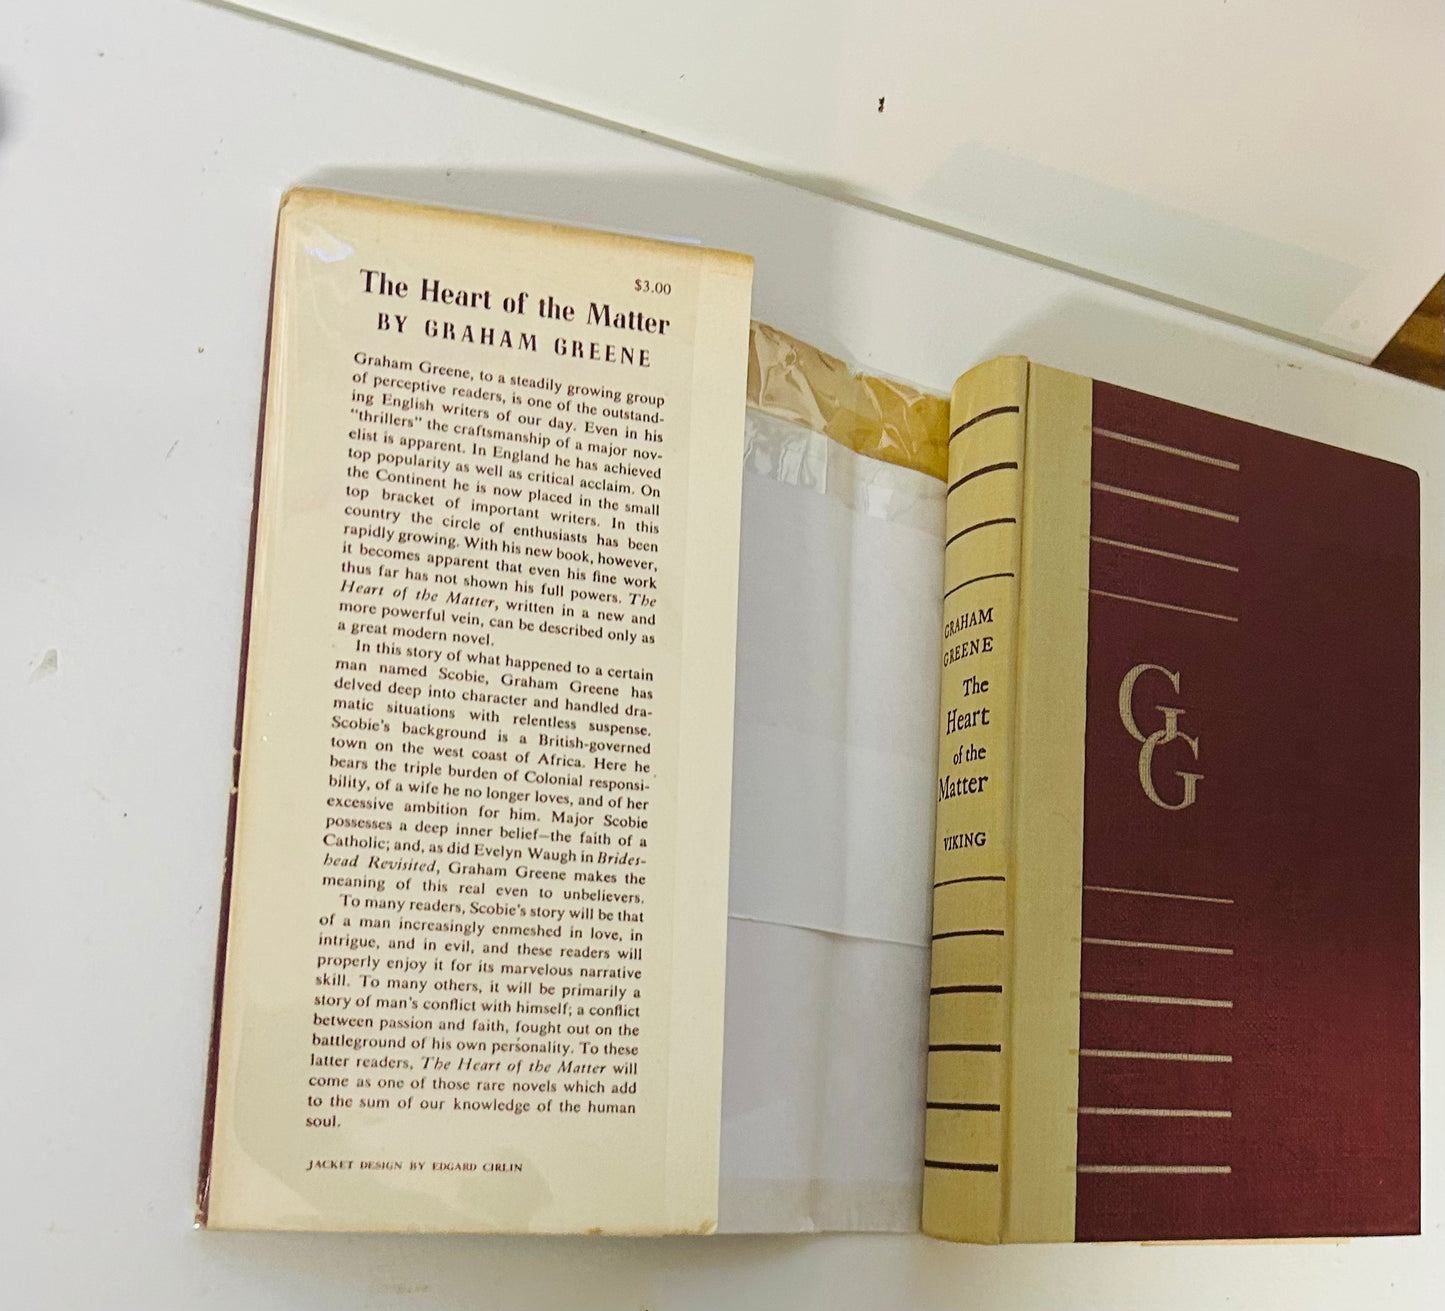 $3.00
The Heart of the Matter
BY GRAHAM GREENE
Graham Greene, to a steadily growing group
of perceptive readers, is one of the outstand-
ing English writers of our day. Even in his
“thrillers” the craftsmanship of a major nov-
elist is apparent. In England he has achieved
top popularity as well as critical acclaim. On
the Continent he is now placed in the small
top bracket of important writers. In this
country the circle of enthusiasts has been
rapidly growing. With his new book, however,
it becomes apparent that even his fine work
thus far has not shown his full powers. The
Heart of the Matter, written in a new and
more powerful vein, can be described only as
a great modern novel.
In this story of what happened to a certain
man named Scobie, Graham Greene has
delved deep into character and handled dra-
matic situations with relentless suspense.
Scobie's background is a British-governed
town on the west coast of Africa. Here he
bears the triple burden of Colonial responsi-
bility, of a wife he no longer loves, and of her
excessive ambition for him. Major Scobie
possesses a deep inner belief—the faith of a
Catholic; and, as did Evelyn Waugh in Brides-
head Revisited, Graham Greene makes the
meaning of this real even to unbelievers.
To many readers, Scobie's story will be that
of a man increasingly enmeshed in love, in
intrigue, and in evil, and these readers will
properly enjoy it for its marvelous narrative
skill. To many others, it will be primarily a
story of man's conflict with himself; a conflict
between passion and faith, fought out on the
battleground of his own personality. To these
latter readers, The Heart of the Matter will
come as one of those rare novels which add
to the sum of our knowledge of the human
soul.
JACKET DESIGN BY EDGARD CIRLIN
GRAHAM
GREENE
The
Heart
of the
Matter
VIKING
GG